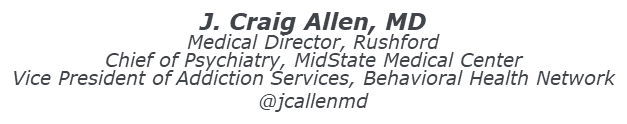 J. Craig Allen, MD
Medical Director, Rushford
Chief of Psychiatry, MidState Medical Center
Vice President of Addiction Services, Behavioral Health Network
@jcallenmd